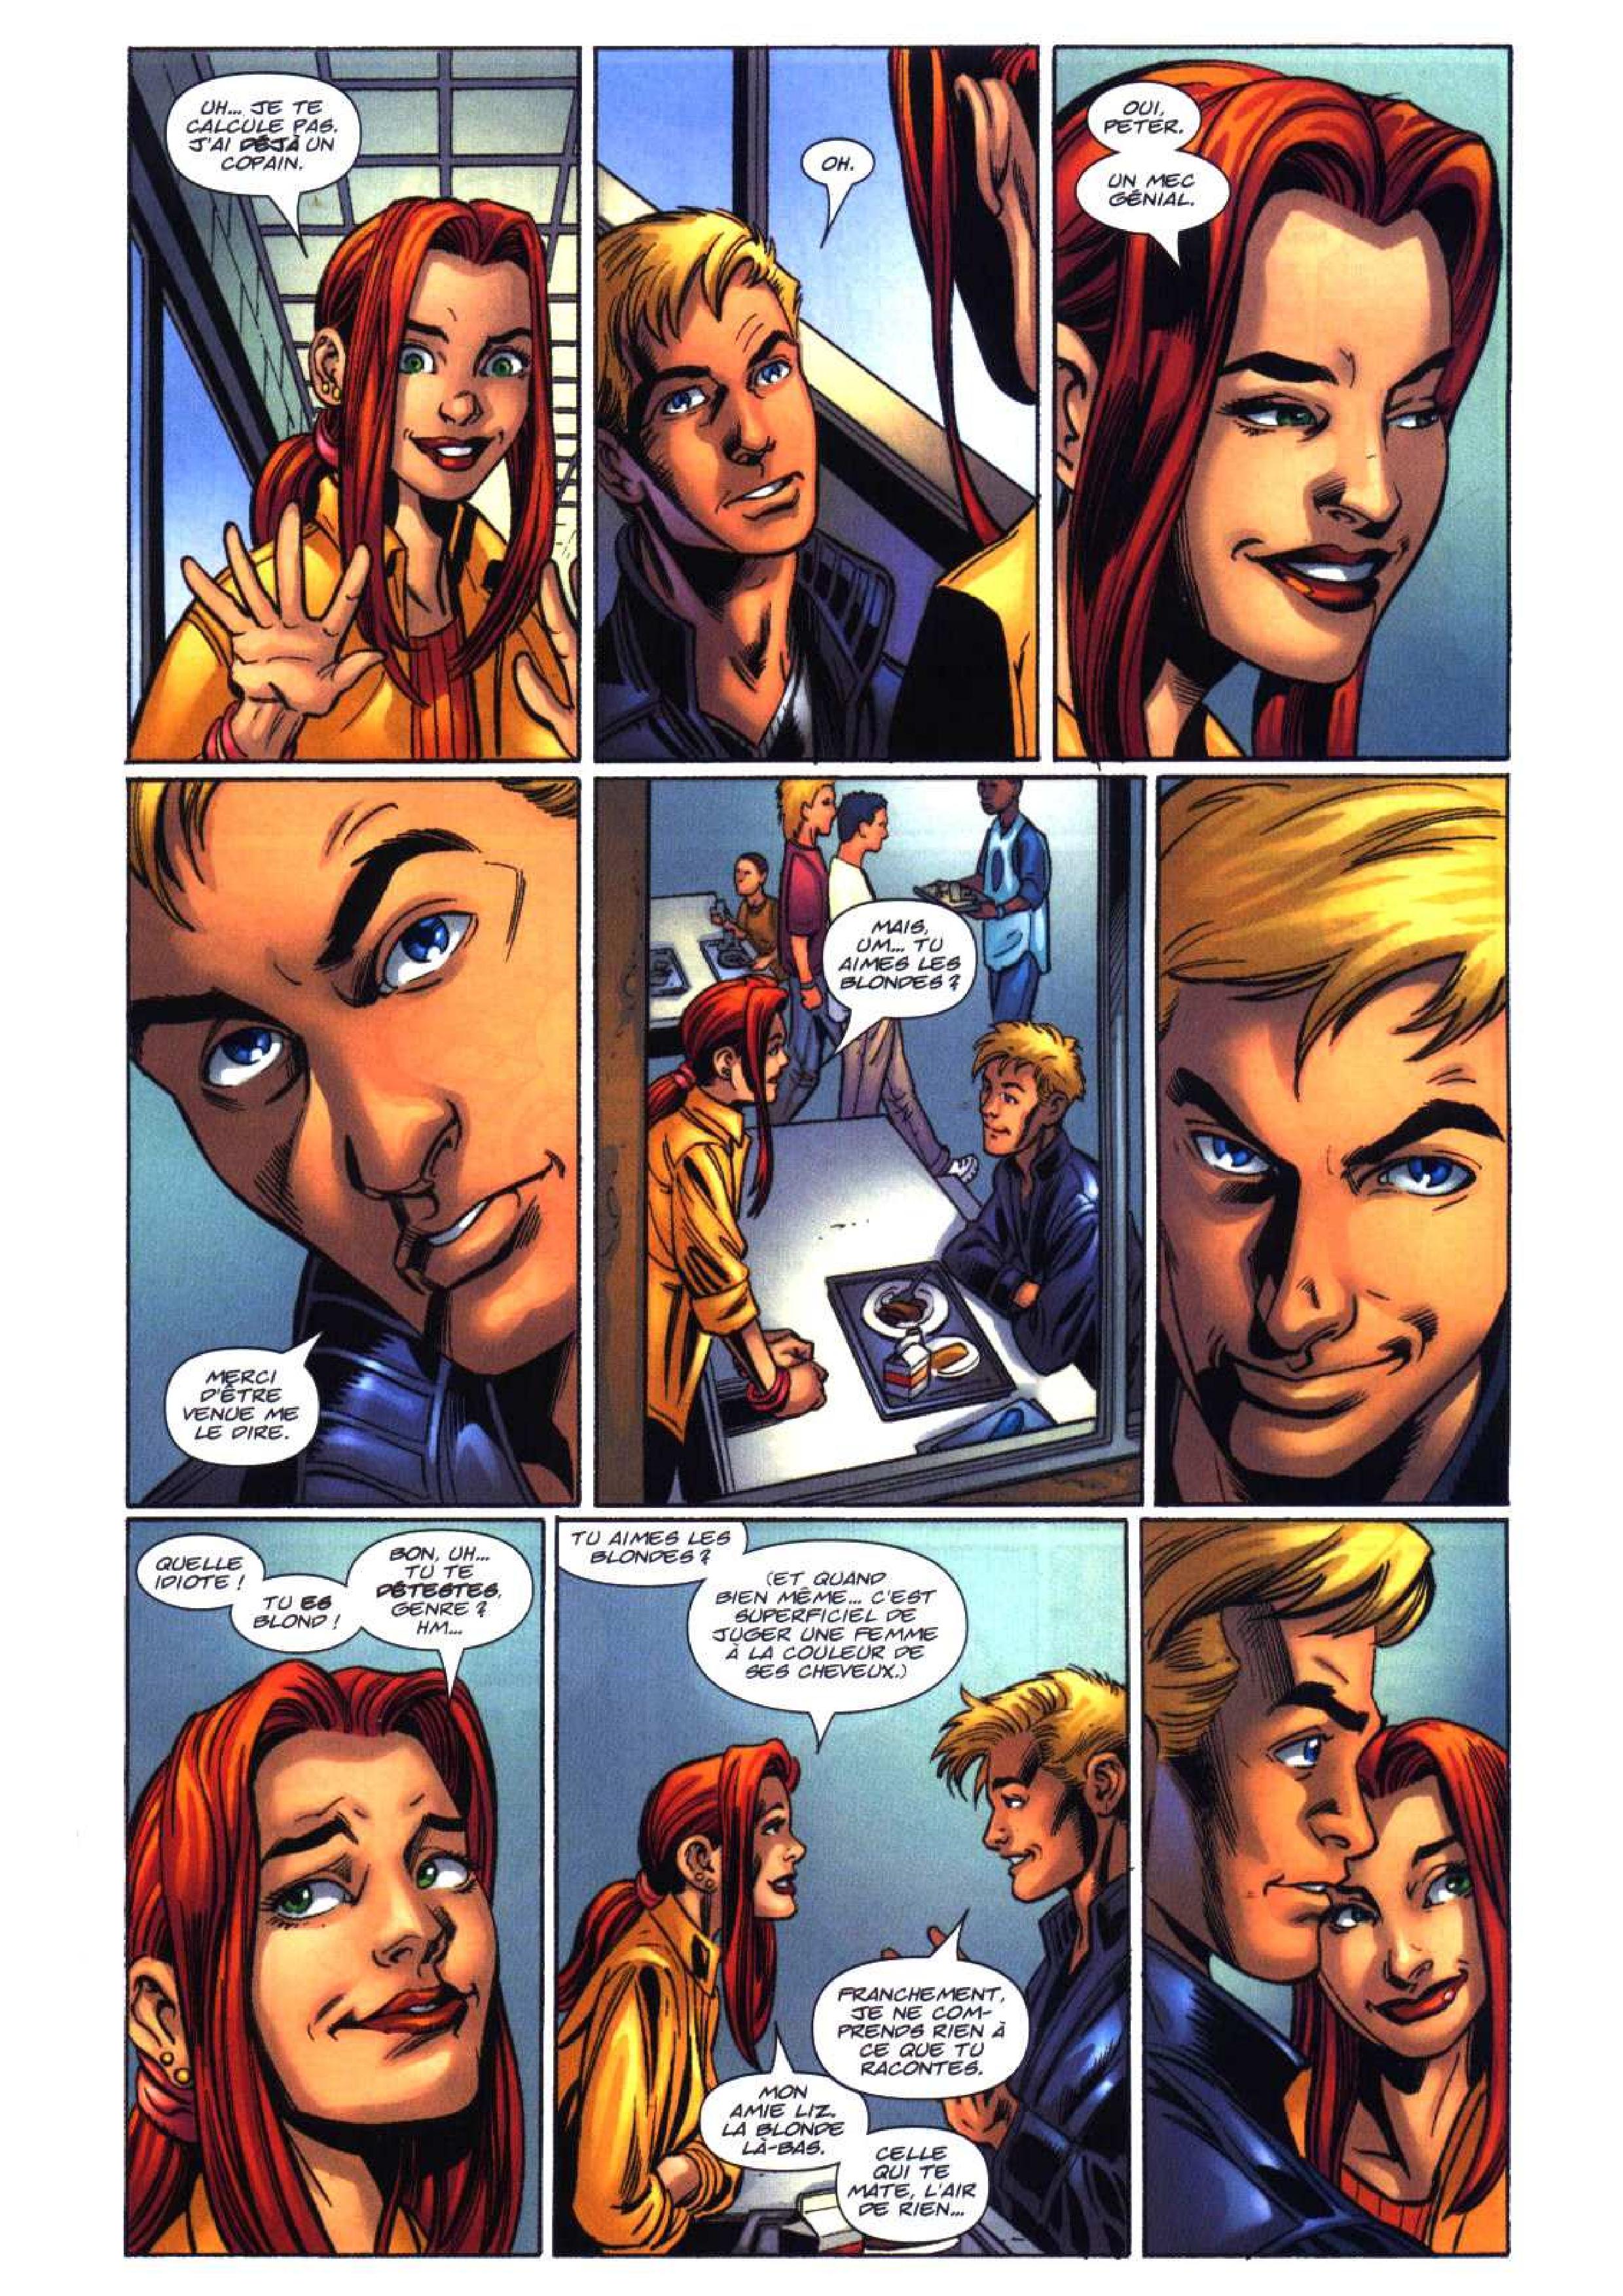 UH... JE TE
CALCULE PAS.
J'AI DÉJÀ UN
COPAIN.
OH.
OUI,
PETER.
UN MEC
GÉNIAL.
MERCI
D'ÊTRE
VENUE ME
LE DIRE.
MAIS,
UM... TU
AIMES LES
BLONDES ?
QUELLE
IDIOTE !
TU ES
BLOND !
BON, UH...
TU TE
DÉTESTES,
GENRE ?
HM...
TU AIMES LES
BLONDES ?
(ET QUAND
BIEN MÊME... C'EST
SUPERFICIEL DE
JUGER UNE FEMME
À LA COULEUR DE
SES CHEVEUX.)
FRANCHEMENT,
JE NE COM-
PRENDS RIEN À
CE QUE TU
RACONTES.
MON
AMIE LIZ.
LA BLONDE
LÀ-BAS.
CELLE
QUI TE
MATE, L'AIR
DE RIEN...